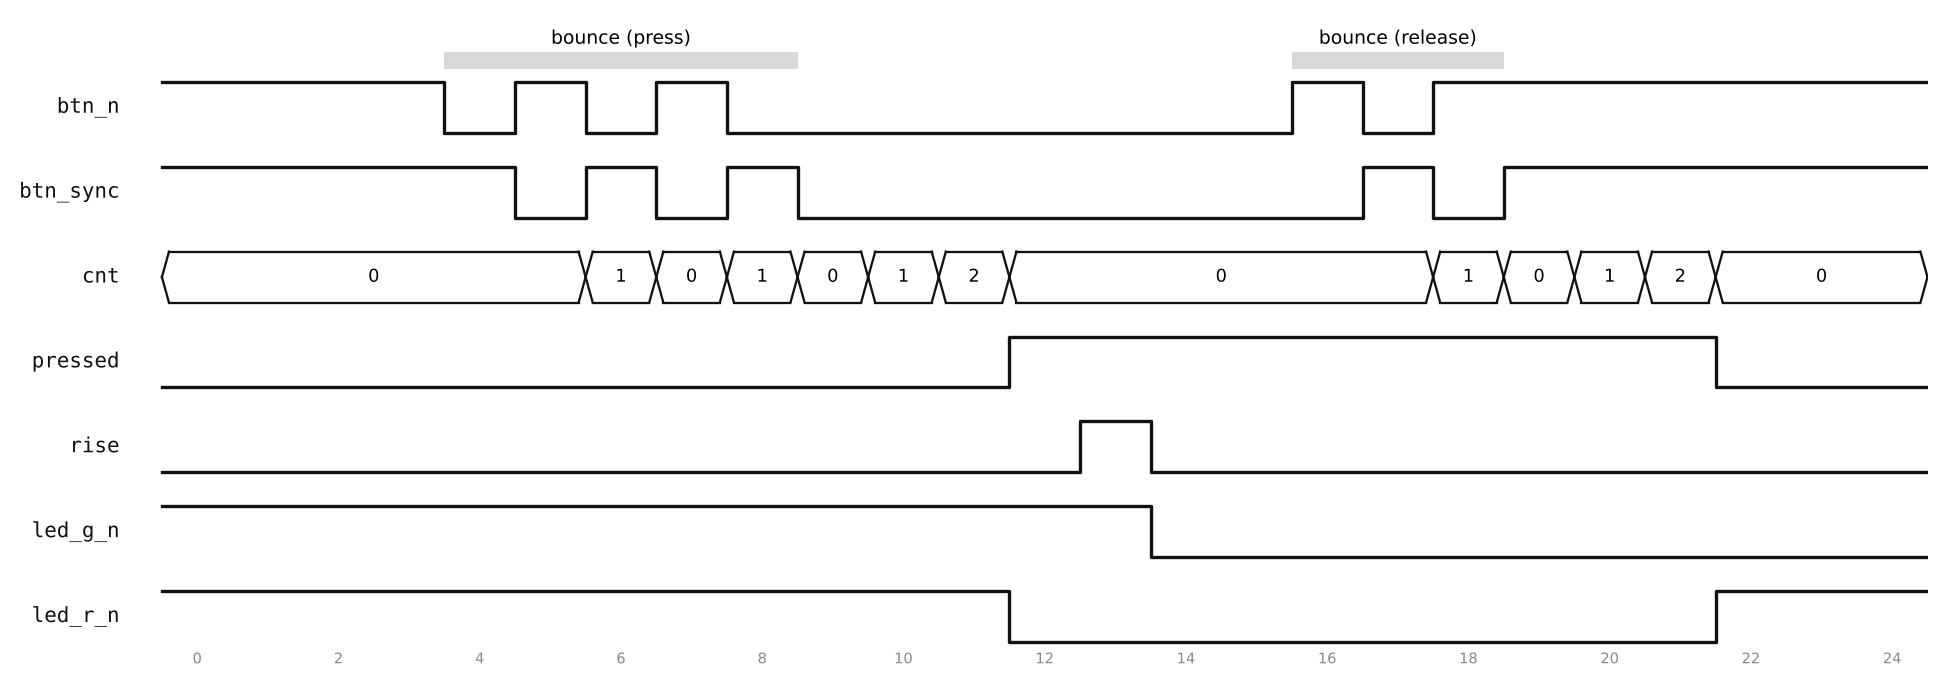 bounce (press) bounce (release)
btn_n
btn_sync
cnt 0 1 0 1 0 1 2 0 1 0 1 2 0
pressed
rise
led_g_n
led_r_n
0 2 4 6 8 10 12 14 16 18 20 22 24